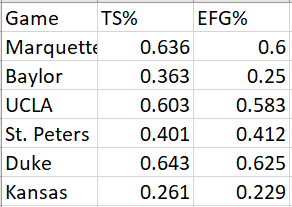 Game TS% EFG%
Marquette 0.636 0.6
Baylor 0.363 0.25
UCLA 0.603 0.583
St. Peters 0.401 0.412
Duke 0.643 0.625
Kansas 0.261 0.229